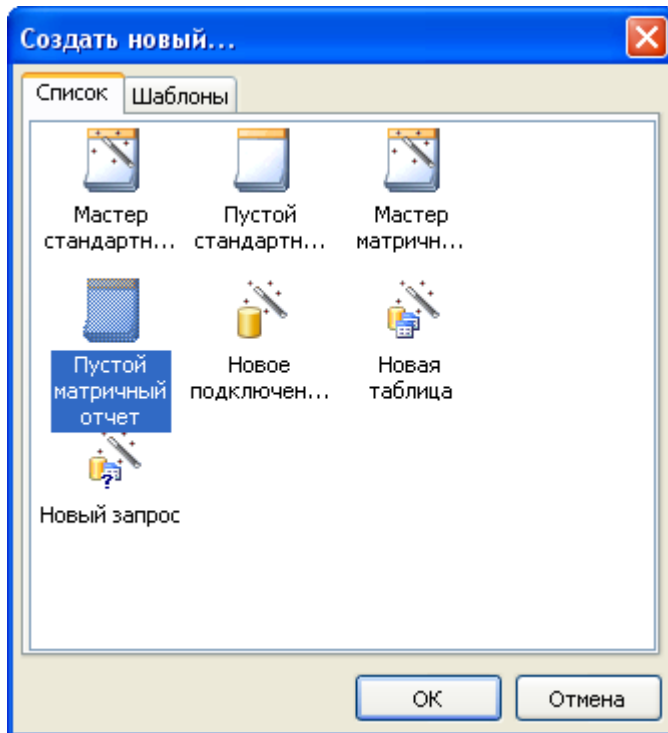 Создать новый...
Список Шаблоны
Мастер
стандартн...
Пустой
стандартн...
Мастер
матричн...
Пустой
матричный
отчет
Новое
подключен...
Новая
таблица
Новый запрос
ОК Отмена